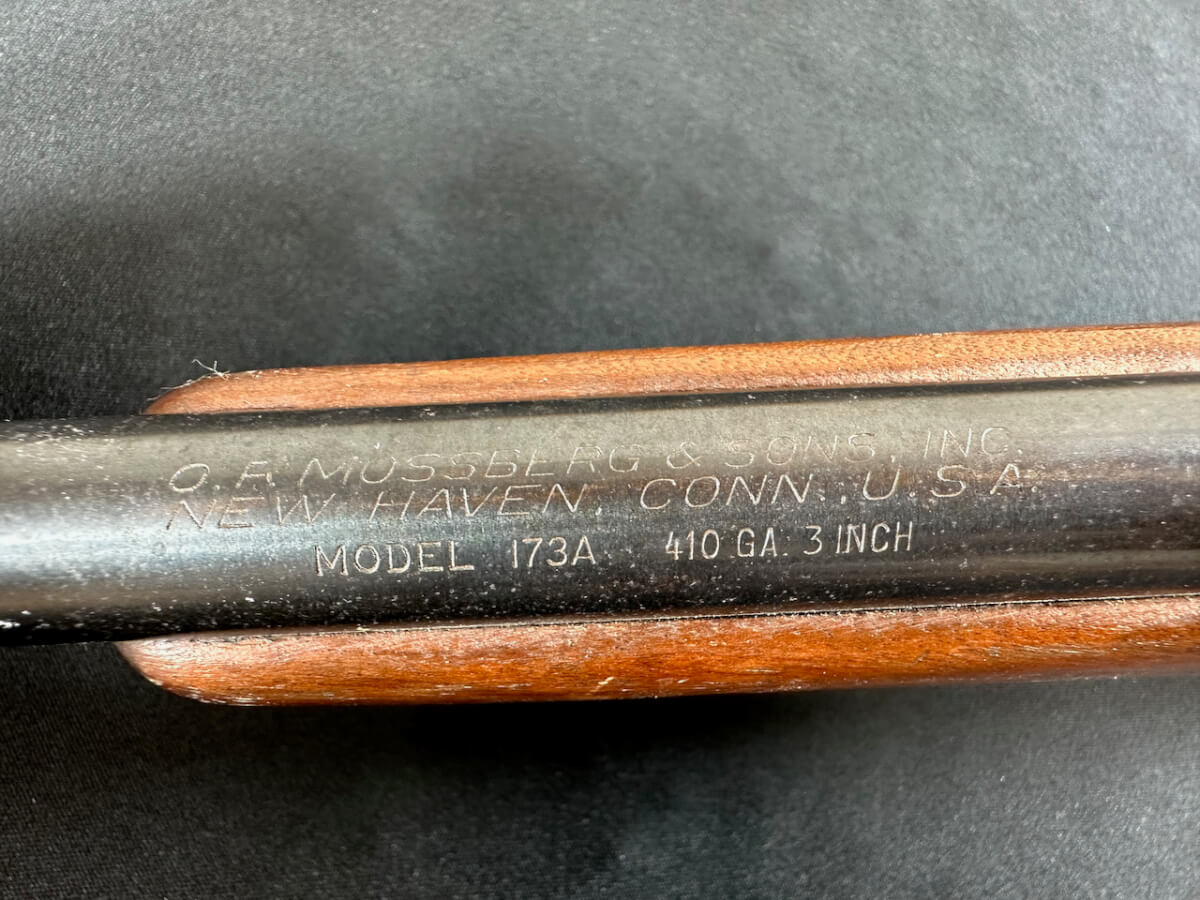 O.F. MOSSBERG & SONS, INC.
NEW HAVEN, CONN., U.S.A.
MODEL 173A 410 GA. 3 INCH